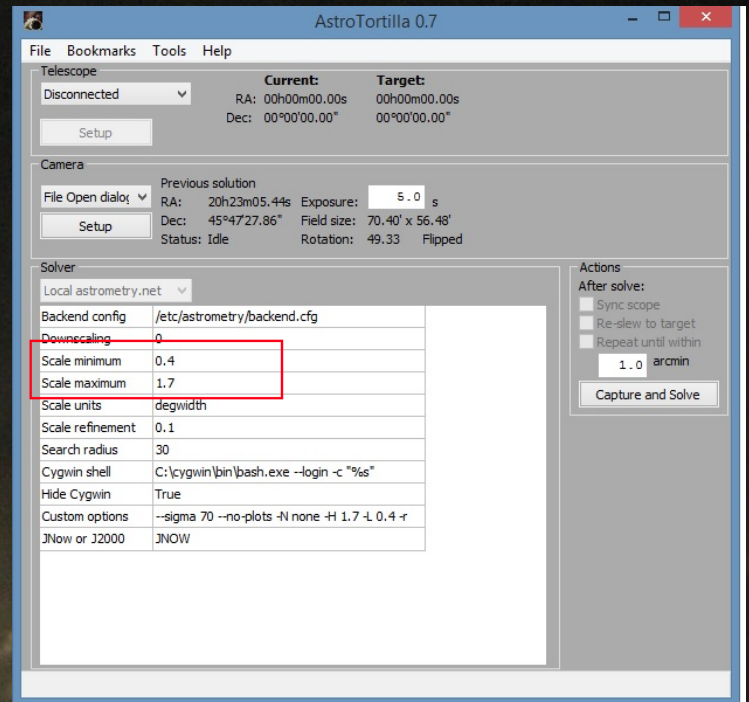 AstroTortilla 0.7
File Bookmarks Tools Help
Telescope
Disconnected
Setup
Current: Target:
RA: 00h00m00.00s 00h00m00.00s
Dec: 00°00'00.00" 00°00'00.00"
Camera
File Open dialog
Setup
Previous solution
RA: 20h23m05.44s Exposure: 5.0 s
Dec: 45°47'27.86" Field size: 70.40' x 56.48'
Status: Idle Rotation: 49.33 Flipped
Solver
Local astrometry.net
Backend config /etc/astrometry/backend.cfg
Downscaling 0
Scale minimum 0.4
Scale maximum 1.7
Scale units degwidth
Scale refinement 0.1
Search radius 30
Cygwin shell C:\cygwin\bin\bash.exe --login -c "%s"
Hide Cygwin True
Custom options --sigma 70 --no-plots -N none -H 1.7 -L 0.4 -r
JNow or J2000 JNOW
Actions
After solve:
Sync scope
Re-slew to target
Repeat until within
1.0 arcmin
Capture and Solve